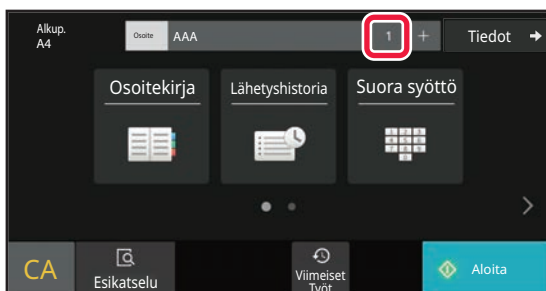 Alkup.
A4
Osoite AAA 1 + Tiedot
Osoitekirja
Lähetyshistoria
Suora syöttö
CA
Esikatselu
Viimeiset
Työt
Aloita